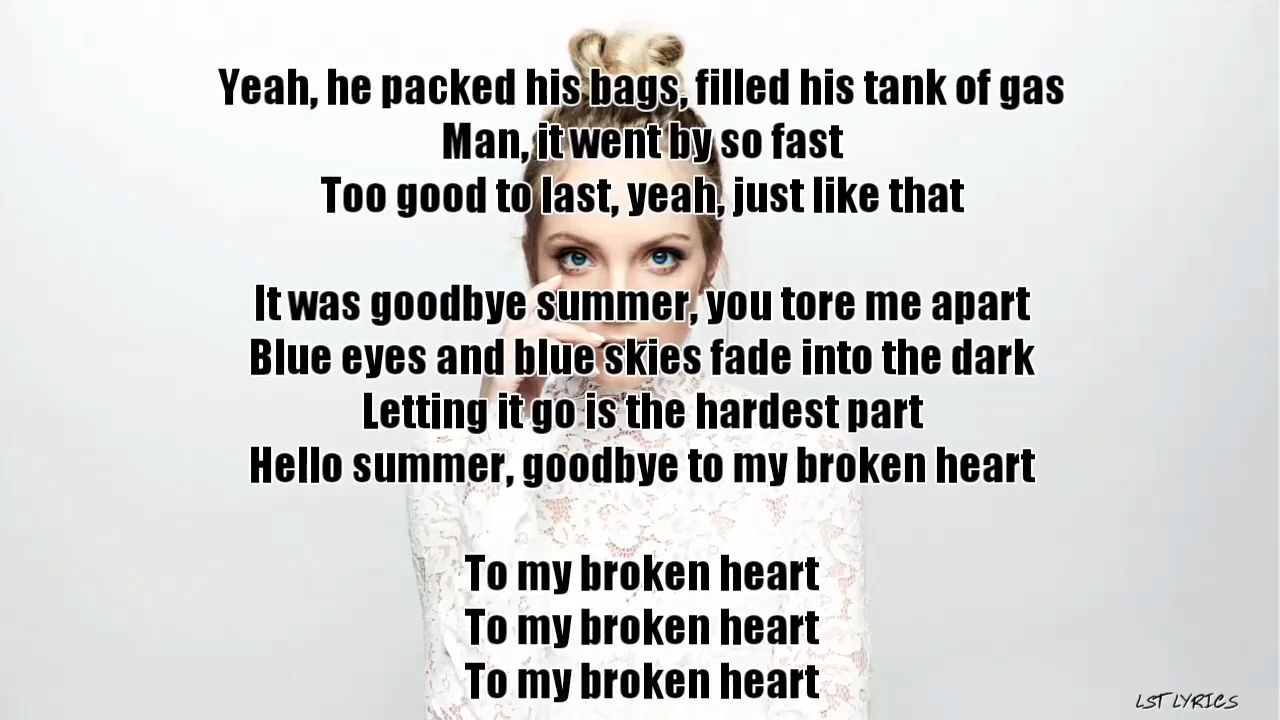 Yeah, he packed his bags, filled his tank of gas
Man, it went by so fast
Too good to last, yeah, just like that
It was goodbye summer, you tore me apart
Blue eyes and blue skies fade into the dark
Letting it go is the hardest part
Hello summer, goodbye to my broken heart
To my broken heart
To my broken heart
To my broken heart
LST LYRICS